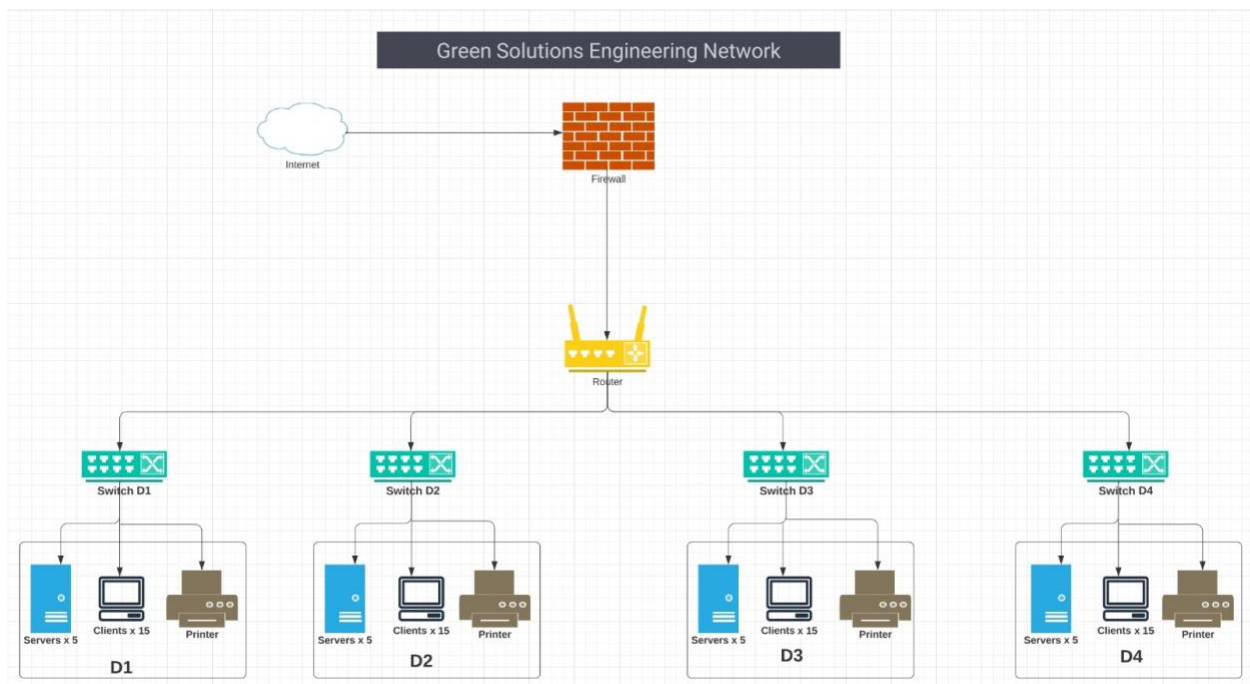 Green Solutions Engineering Network
Internet
Firewall
Router
Switch D1
Switch D2
Switch D3
Switch D4
Servers x 5
Clients x 15
Printer
D1
Servers x 5
Clients x 15
Printer
D2
Servers x 5
Clients x 15
Printer
D3
Servers x 5
Clients x 15
Printer
D4